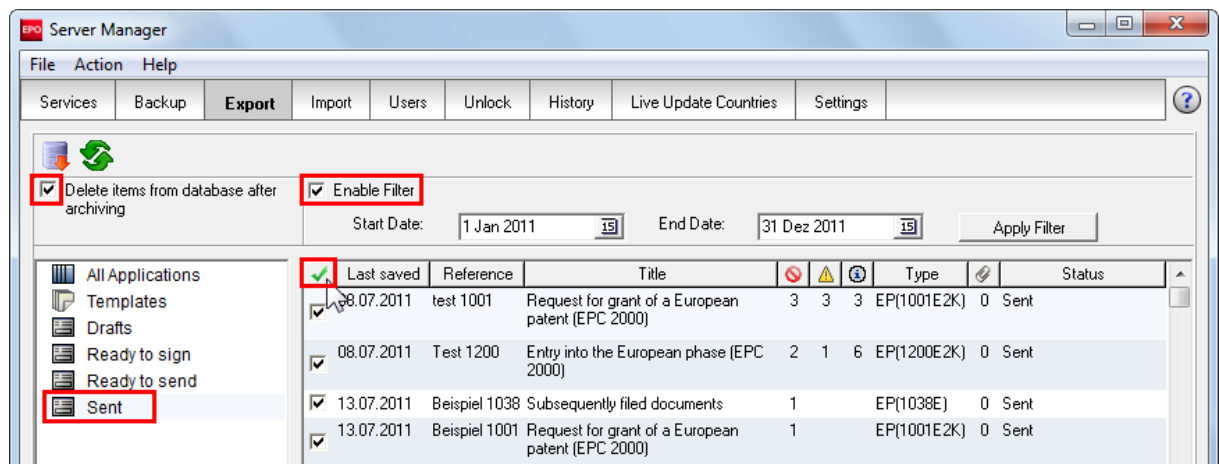 EPO Server Manager
File Action Help
Services Backup Export Import Users Unlock History Live Update Countries Settings ?
Delete items from database after
archiving
Enable Filter
Start Date: 1 Jan 2011 15 End Date: 31 Dez 2011 15 Apply Filter
All Applications
Templates
Drafts
Ready to sign
Ready to send
Sent
Last saved Reference Title Type Status
08.07.2011 test 1001 Request for grant of a European 3 3 3 EP(1001E2K) 0 Sent
patent (EPC 2000)
08.07.2011 Test 1200 Entry into the European phase (EPC 2 1 6 EP(1200E2K) 0 Sent
2000)
13.07.2011 Beispiel 1038 Subsequently filed documents 1 EP(1038E) 0 Sent
13.07.2011 Beispiel 1001 Request for grant of a European 1 EP(1001E2K) 0 Sent
patent (EPC 2000)